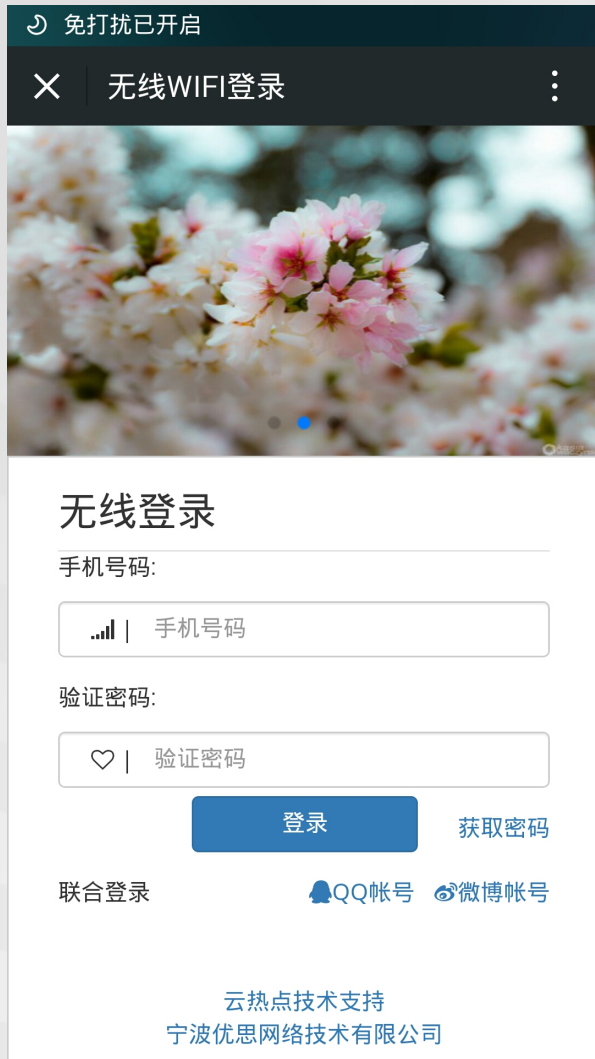 免打扰已开启
无线WIFI登录
无线登录
手机号码:
手机号码
验证密码:
验证密码
登录 获取密码
联合登录 QQ帐号 微博帐号
云热点技术支持
宁波优思网络技术有限公司